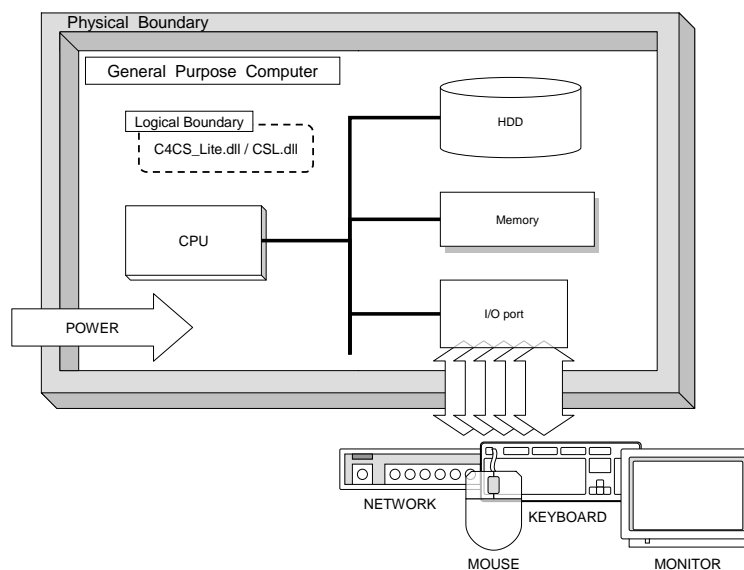 Physical Boundary
General Purpose Computer
Logical Boundary
C4CS_Lite.dll / CSL.dll
HDD
CPU
Memory
I/O port
POWER
NETWORK
KEYBOARD
MOUSE
MONITOR